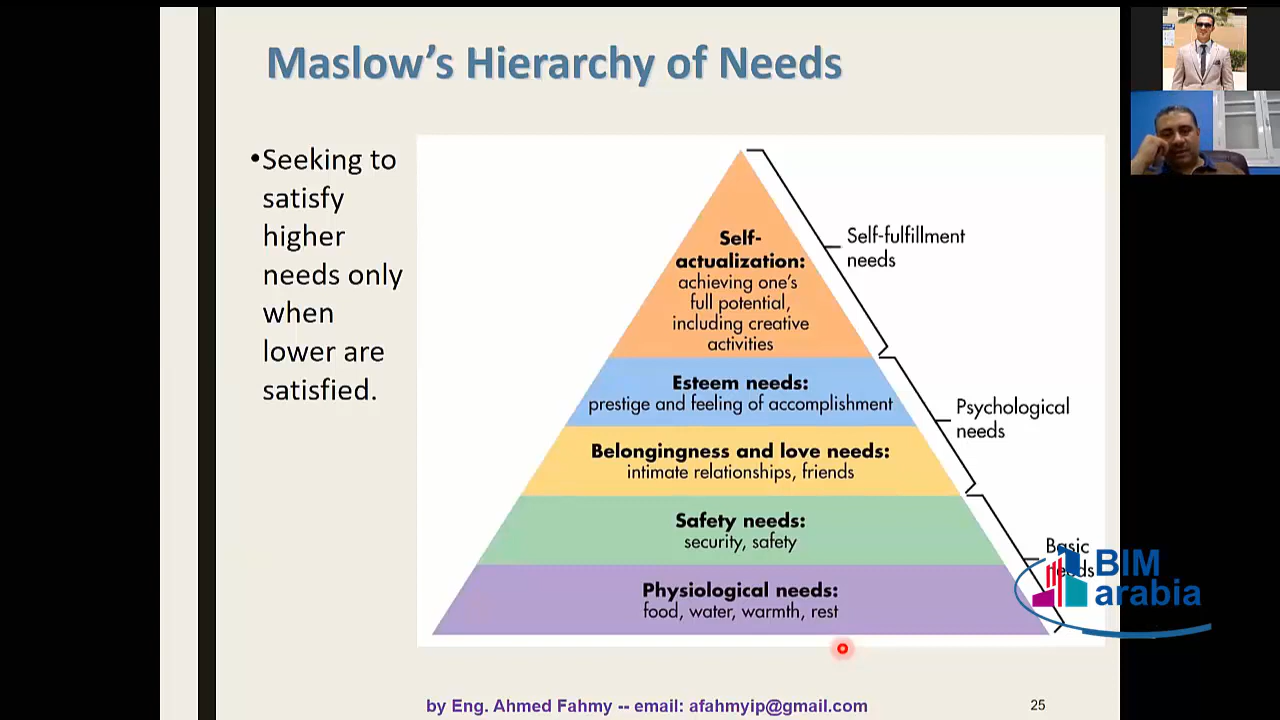 Maslow's Hierarchy of Needs
•Seeking to
satisfy
higher
needs only
when
lower are
satisfied.
Self-
actualization:
achieving one's
full potential,
including creative
activities
Self-fulfillment
needs
Esteem needs:
prestige and feeling of accomplishment
Psychological
needs
Belongingness and love needs:
intimate relationships, friends
Safety needs:
security, safety
Basic
needs
Physiological needs:
food, water, warmth, rest
BIM
arabia
by Eng. Ahmed Fahmy -- email: afahmyip@gmail.com
25